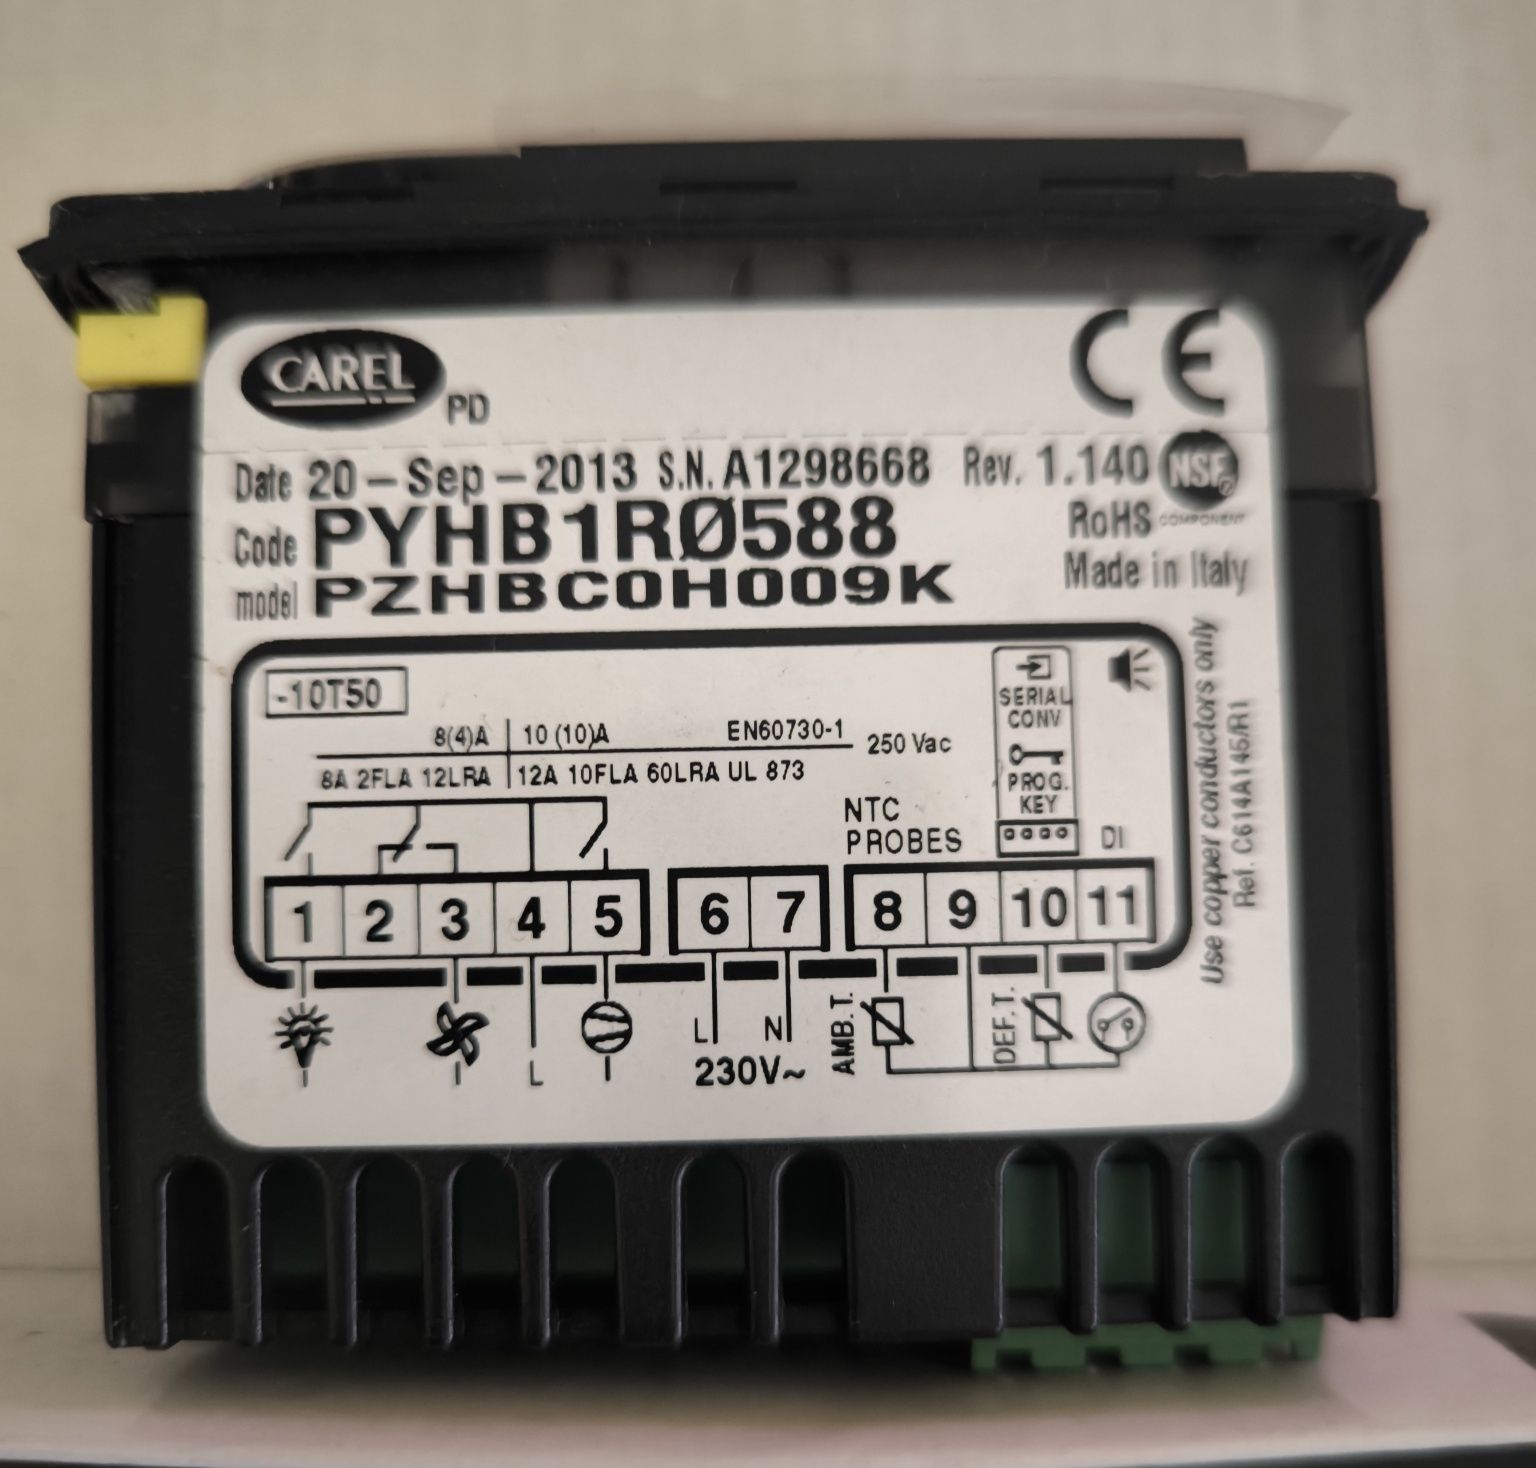 CAREL
PD
CE
Date 20-Sep-2013 S.N. A1298668 Rev. 1.140
NSF
Code PYHB1RØ588
RoHS
COMPONENT
model PZHBC0H009K
Made in Italy
-10T50
8(4)A 10 (10)A EN60730-1
250 Vac
8A 2FLA 12LRA 12A 10FLA 60LRA UL 873
SERIAL
CONV
PROG.
KEY
NTC
PROBES
DI
1 2 3 4 5 6 7 8 9 10 11
L
L N
230V~
AMB.T.
DEF.T.
Use copper conductors only
Ref. C614A145/R1